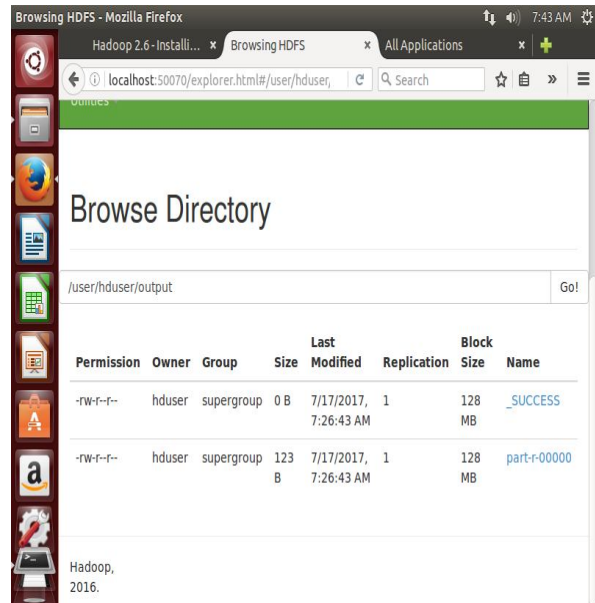 Browsing HDFS - Mozilla Firefox
7:43 AM
Hadoop 2.6 - Installi... ×
Browsing HDFS ×
All Applications ×
localhost:50070/explorer.html#/user/hduser,
Search
Utilities
Browse Directory
/user/hduser/output Go!
Permission Owner Group Size Last Modified Replication Block Size Name
-rw-r--r-- hduser supergroup 0 B 7/17/2017, 7:26:43 AM 1 128 MB _SUCCESS
-rw-r--r-- hduser supergroup 123 B 7/17/2017, 7:26:43 AM 1 128 MB part-r-00000
Hadoop,
2016.